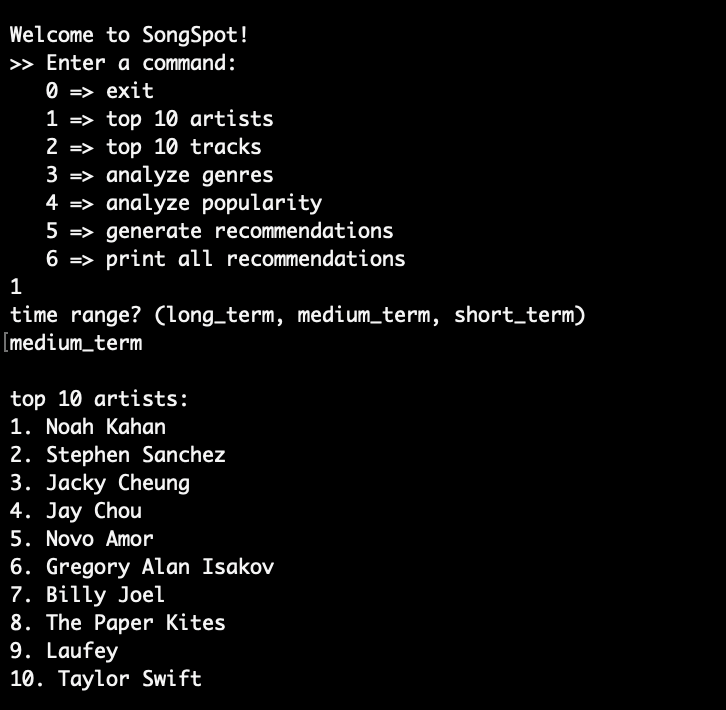 Welcome to SongSpot!
>> Enter a command:
   0 => exit
   1 => top 10 artists
   2 => top 10 tracks
   3 => analyze genres
   4 => analyze popularity
   5 => generate recommendations
   6 => print all recommendations
1
time range? (long_term, medium_term, short_term)
[medium_term

top 10 artists:
1. Noah Kahan
2. Stephen Sanchez
3. Jacky Cheung
4. Jay Chou
5. Novo Amor
6. Gregory Alan Isakov
7. Billy Joel
8. The Paper Kites
9. Laufey
10. Taylor Swift